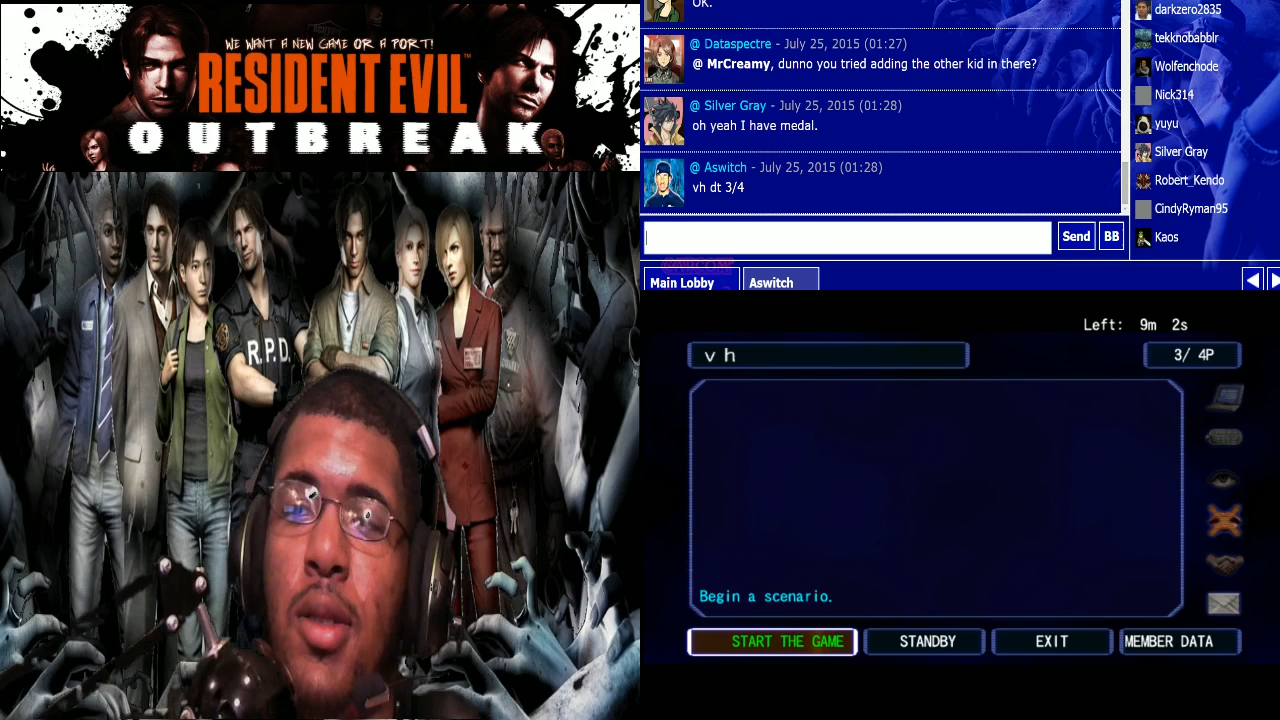 WE WANT A NEW GAME OR A PORT!
RESIDENT EVIL™
OUTBREAK
R.P.D.
OK.
@ Dataspectre - July 25, 2015 (01:27)
@ MrCreamy, dunno you tried adding the other kid in there?
@ Silver Gray - July 25, 2015 (01:28)
oh yeah I have medal.
@ Aswitch - July 25, 2015 (01:28)
vh dt 3/4
Send
BB
Main Lobby
Aswitch
darkzero2835
tekknobabblr
Wolfenchode
Nick314
yuyu
Silver Gray
Robert_Kendo
CindyRyman95
Kaos
Left: 9m 2s
vh
3/ 4P
Begin a scenario.
START THE GAME
STANDBY
EXIT
MEMBER DATA